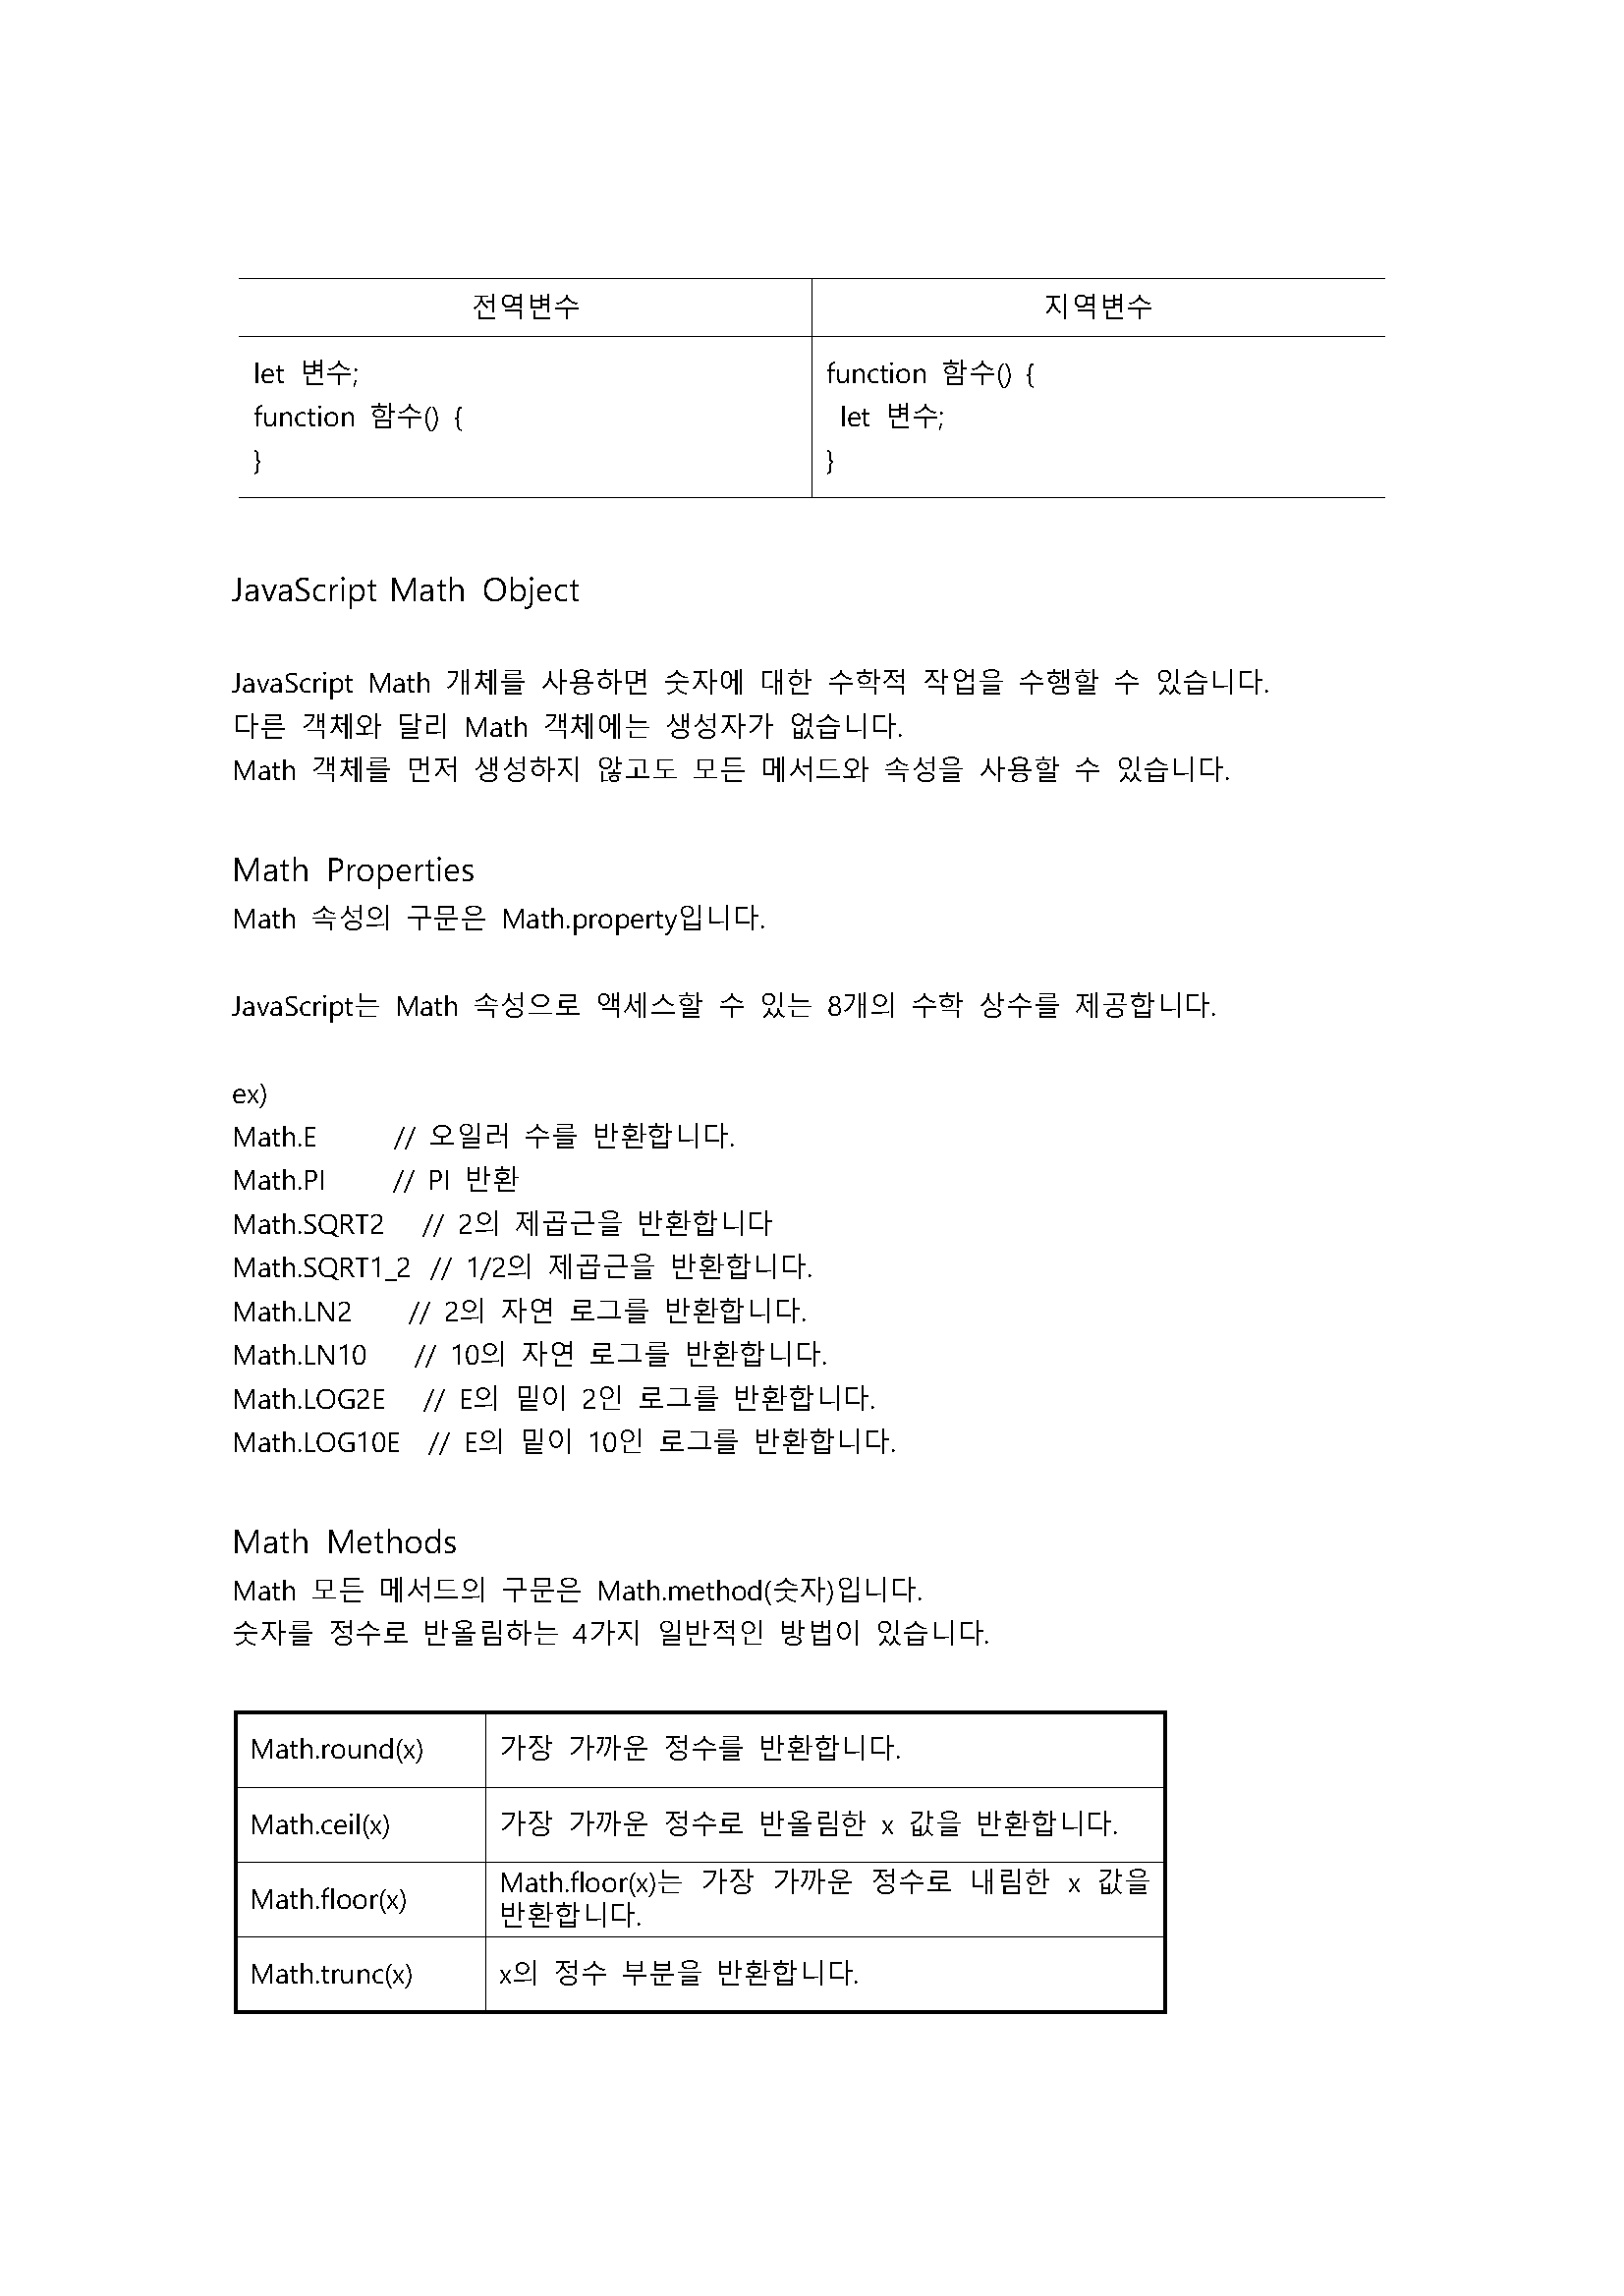 전역변수 지역변수
let 변수; function 함수() {
function 함수() { let 변수;
} }
JavaScript Math Object
JavaScript Math 개체를 사용하면 숫자에 대한 수학적 작업을 수행할 수 있습니다.
다른 객체와 달리 Math 객체에는 생성자가 없습니다.
Math 객체를 먼저 생성하지 않고도 모든 메서드와 속성을 사용할 수 있습니다.
Math Properties
Math 속성의 구문은 Math.property입니다.
JavaScript는 Math 속성으로 액세스할 수 있는 8개의 수학 상수를 제공합니다.
ex)
Math.E // 오일러 수를 반환합니다.
Math.PI // PI 반환
Math.SQRT2 // 2의 제곱근을 반환합니다
Math.SQRT1_2 // 1/2의 제곱근을 반환합니다.
Math.LN2 // 2의 자연 로그를 반환합니다.
Math.LN10 // 10의 자연 로그를 반환합니다.
Math.LOG2E // E의 밑이 2인 로그를 반환합니다.
Math.LOG10E // E의 밑이 10인 로그를 반환합니다.
Math Methods
Math 모든 메서드의 구문은 Math.method(숫자)입니다.
숫자를 정수로 반올림하는 4가지 일반적인 방법이 있습니다.
Math.round(x) 가장 가까운 정수를 반환합니다.
Math.ceil(x) 가장 가까운 정수로 반올림한 x 값을 반환합니다.
Math.floor(x) Math.floor(x)는 가장 가까운 정수로 내림한 x 값을
반환합니다.
Math.trunc(x) x의 정수 부분을 반환합니다.